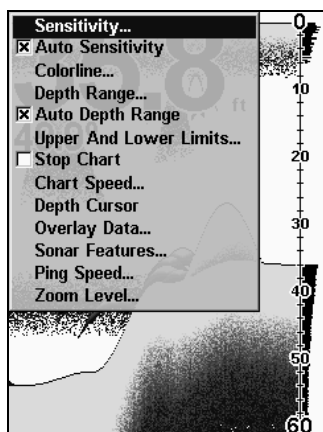 Sensitivity...
Auto Sensitivity
Colorline...
Depth Range...
Auto Depth Range
Upper And Lower Limits...
Stop Chart
Chart Speed...
Depth Cursor
Overlay Data...
Sonar Features...
Ping Speed...
Zoom Level...
0
10
ft
20
30
40
50
60